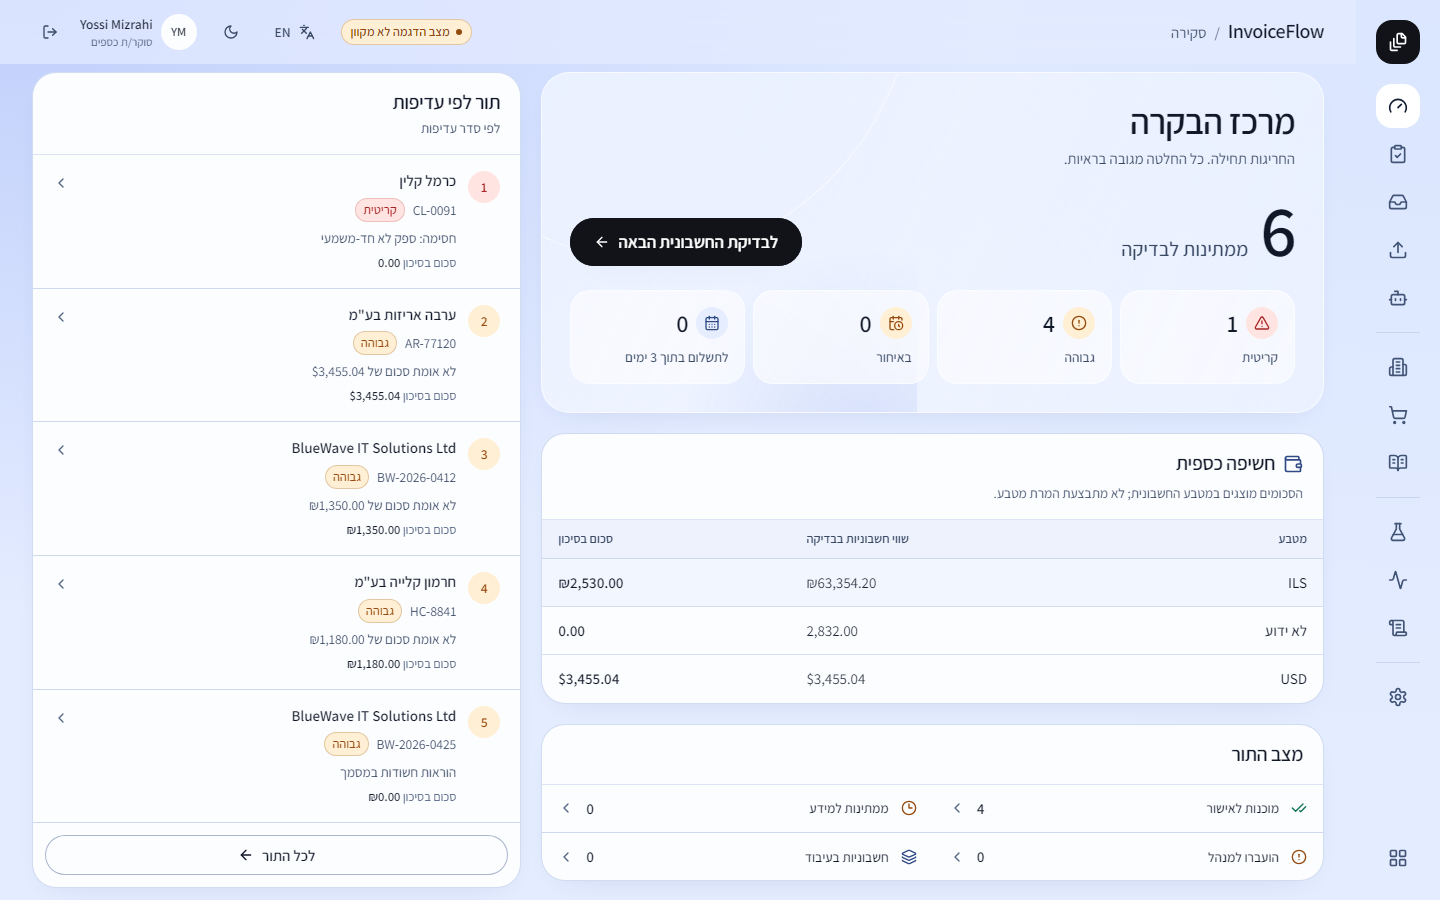 InvoiceFlow / סקירה
מצב הדגמה לא מקוון
EN
YM
Yossi Mizrahi
סוקר/ת כספים
מרכז הבקרה
החריגות תחילה. כל החלטה מגובה בראיות.
6 ממתינות לבדיקה
לבדיקת החשבונית הבאה
1
קריטית
4
גבוהה
0
באיחור
0
לתשלום בתוך 3 ימים
חשיפה כספית
הסכומים מוצגים במטבע החשבונית; לא מתבצעת המרת מטבע.
מטבע שווי חשבוניות בבדיקה סכום בסיכון
ILS ₪63,354.20 ₪2,530.00
לא ידוע 2,832.00 0.00
USD $3,455.04 $3,455.04
מצב התור
מוכנות לאישור 4
ממתינות למידע 0
הועברו למנהל 0
חשבוניות בעיבוד 0
תור לפי עדיפות
לפי סדר עדיפות
1 כרמל קלין
CL-0091 קריטית
חסימה: ספק לא חד-משמעי
סכום בסיכון 0.00
2 ערבה אריזות בע"מ
AR-77120 גבוהה
לא אומת סכום של $3,455.04
סכום בסיכון $3,455.04
3 BlueWave IT Solutions Ltd
BW-2026-0412 גבוהה
לא אומת סכום של ₪1,350.00
סכום בסיכון ₪1,350.00
4 חרמון קלייה בע"מ
HC-8841 גבוהה
לא אומת סכום של ₪1,180.00
סכום בסיכון ₪1,180.00
5 BlueWave IT Solutions Ltd
BW-2026-0425 גבוהה
הוראות חשודות במסמך
סכום בסיכון ₪0.00
לכל התור